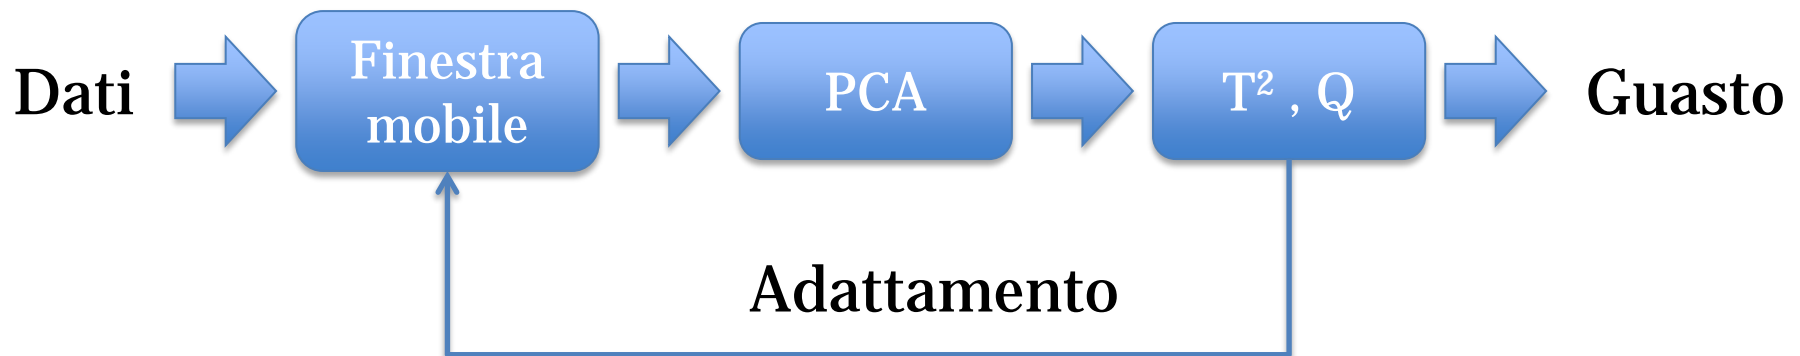 Dati
Finestra
mobile
PCA
T² , Q
Guasto
Adattamento